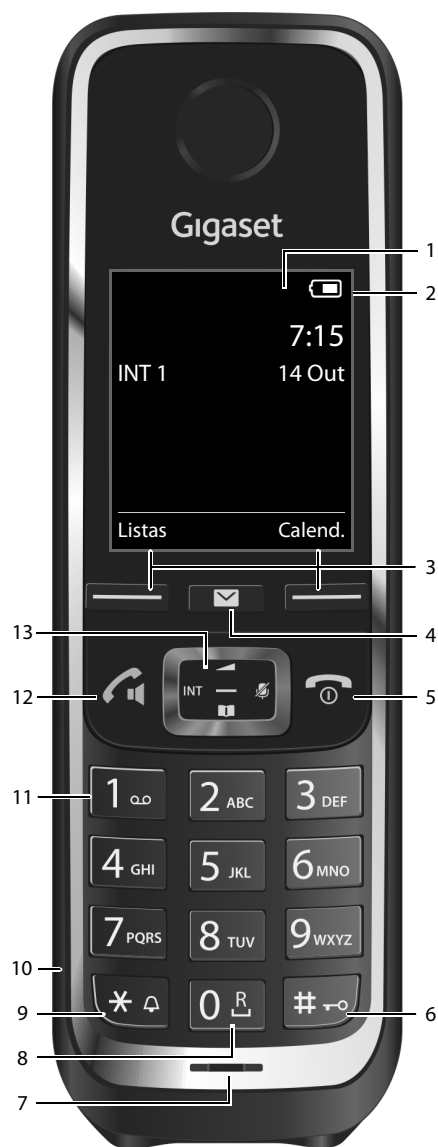 Gigaset
1
2
7:15
INT 1 14 Out
Listas Calend.
3
4
13
INT
12
5
11
1 2 ABC 3 DEF
4 GHI 5 JKL 6 MNO
7 PQRS 8 TUV 9 WXYZ
10
* 0 R #
9
6
8
7